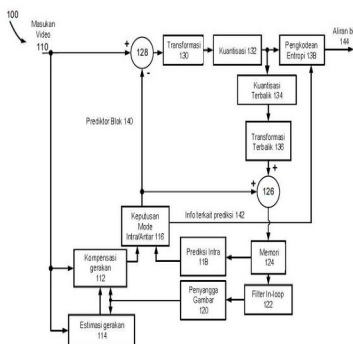 100
Masukan
Video
110
+
128
-
Transformasi
130
Kuantisasi 132
Pengkodean
Entropi 138
Aliran b
144
Kuantisasi
Terbalik 134
Transformasi
Terbalik 136
Prediktor Blok 140
+
+
126
Info terkait prediksi 142
Keputusan
Mode
Intra/Antar 116
Kompensasi
gerakan
112
Prediksi Intra
118
Memori
124
Penyangga
Gambar
120
Filter In-loop
122
Estimasi gerakan
114